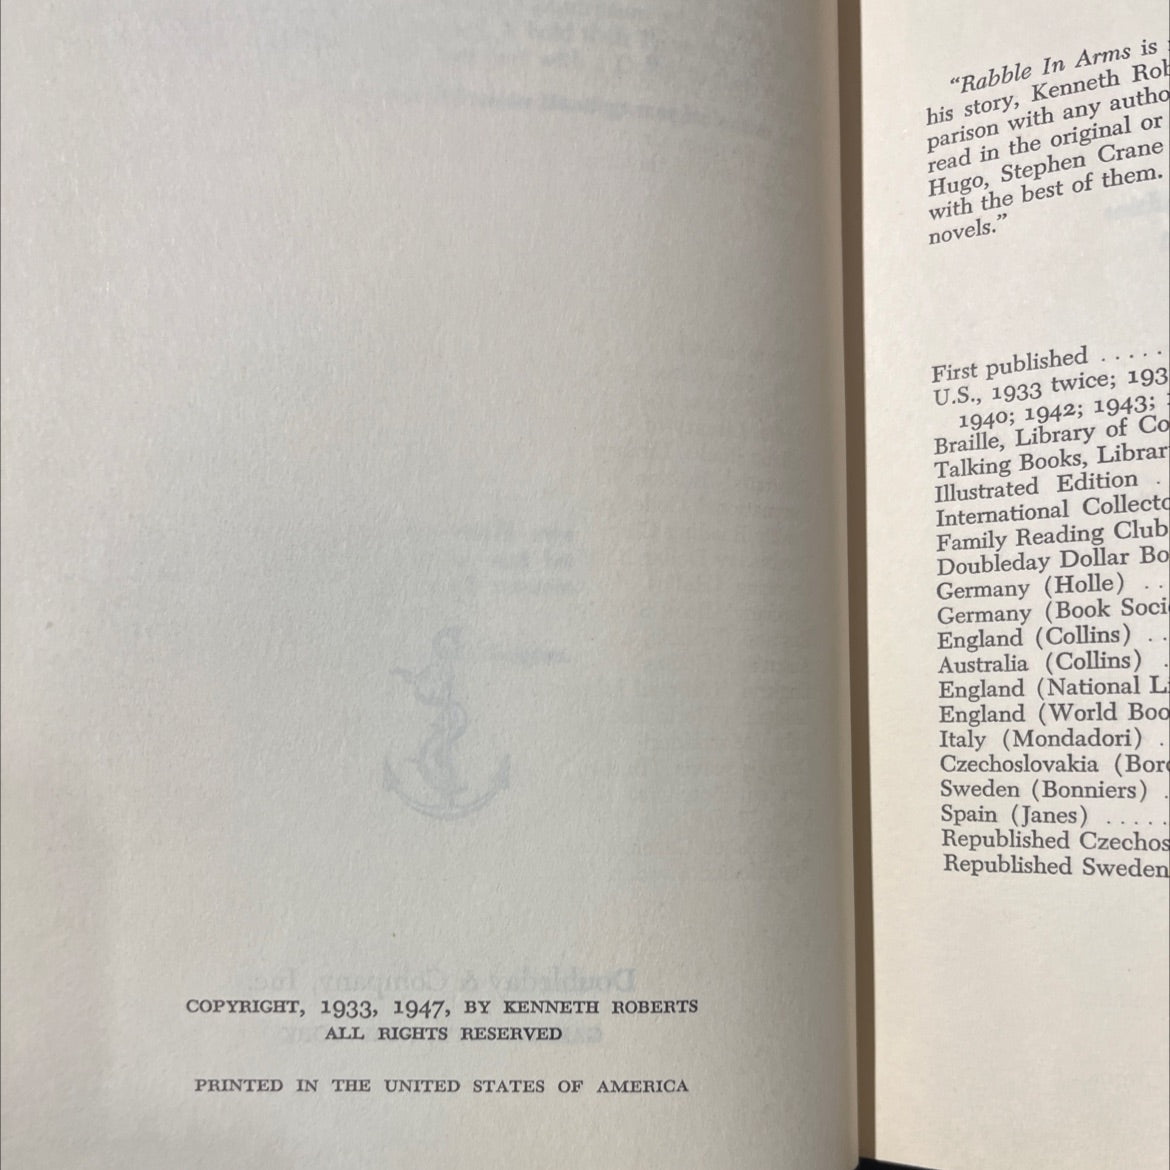 COPYRIGHT, 1933, 1947, BY KENNETH ROBERTS
ALL RIGHTS RESERVED
PRINTED IN THE UNITED STATES OF AMERICA
"Rabble In Arms is
his story, Kenneth
parison with any
read in the original or
Hugo, Stephen Crane
with the best of them.
novels."
First published . . . . .
U.S., 1933 twice;
1940; 1942; 1943;
Braille, Library of
Talking Books,
Illustrated Edition .
International
Family Reading Club
Doubleday Dollar
Germany (Holle) . .
Germany (Book
England (Collins) . .
Australia (Collins) .
England (National
England (World
Italy (Mondadori) .
Czechoslovakia
Sweden (Bonniers) .
Spain (Janes) . . . . .
Republished
Republished Sweden